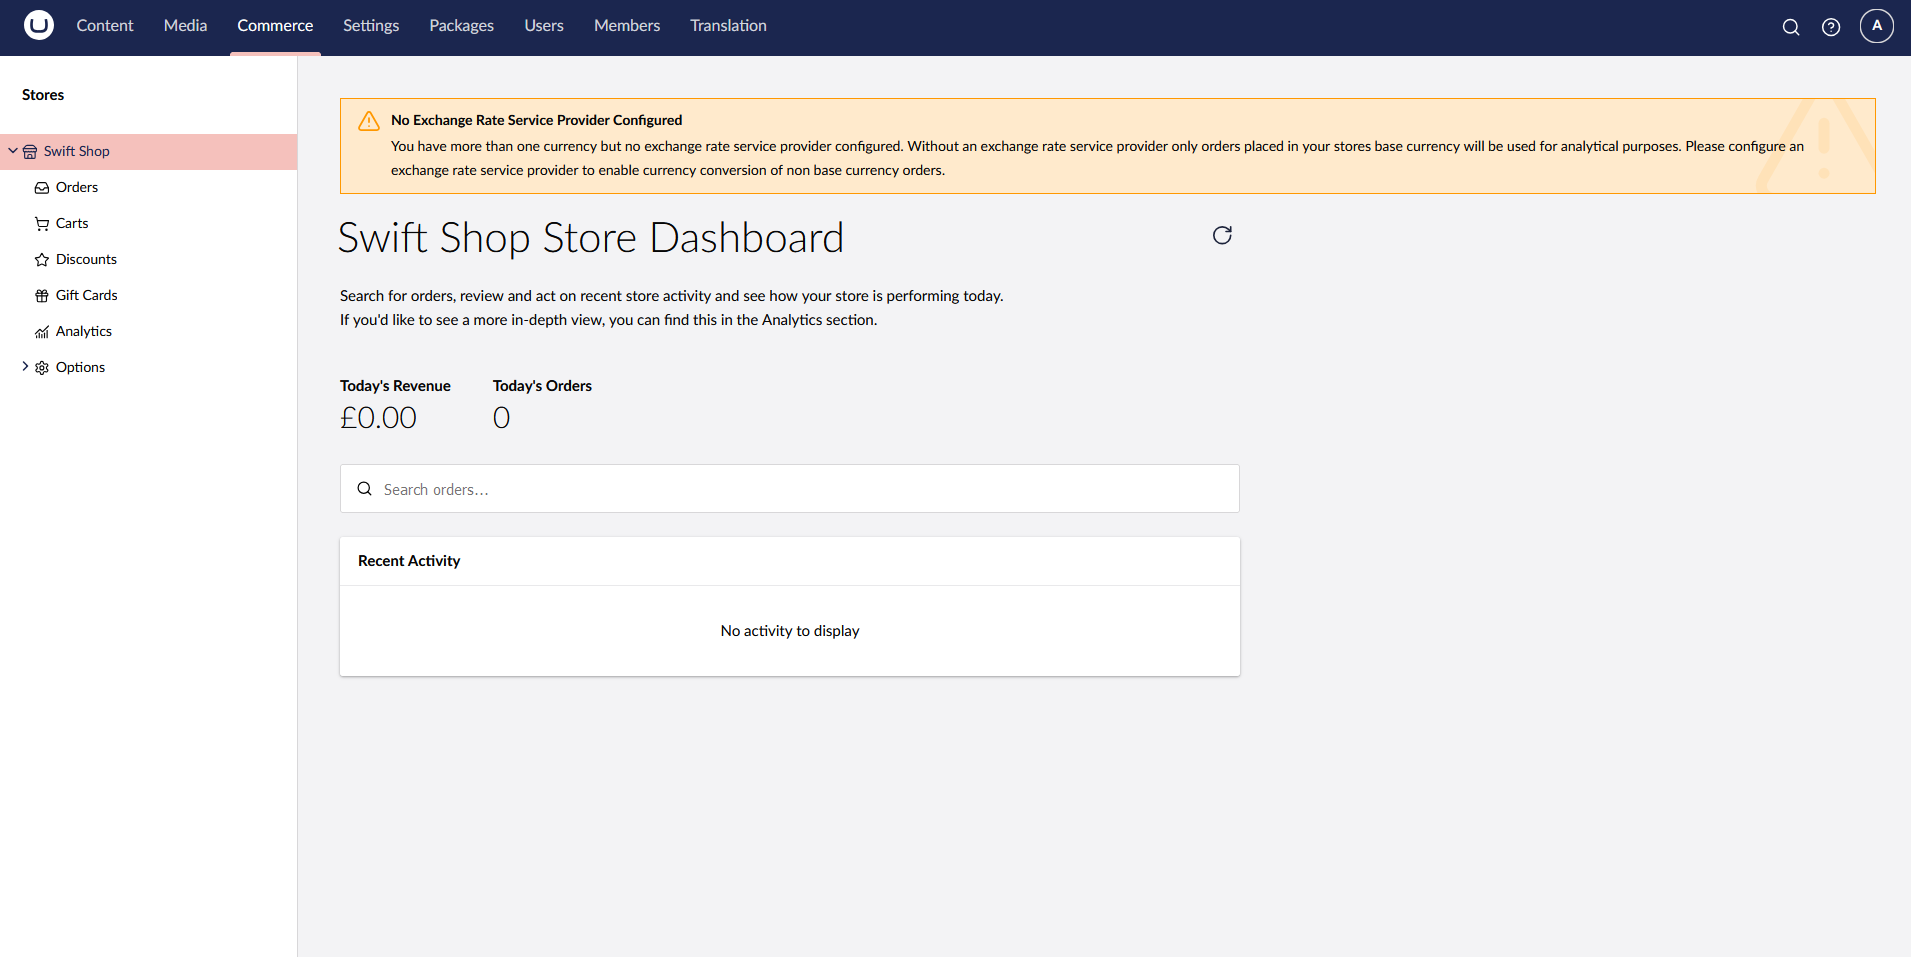 Content Media Commerce Settings Packages Users Members Translation A
Stores
Swift Shop
Orders
Carts
Discounts
Gift Cards
Analytics
Options
No Exchange Rate Service Provider Configured
You have more than one currency but no exchange rate service provider configured. Without an exchange rate service provider only orders placed in your stores base currency will be used for analytical purposes. Please configure an
exchange rate service provider to enable currency conversion of non base currency orders.
Swift Shop Store Dashboard
Search for orders, review and act on recent store activity and see how your store is performing today.
If you'd like to see a more in-depth view, you can find this in the Analytics section.
Today's Revenue Today's Orders
£0.00 0
Search orders...
Recent Activity
No activity to display